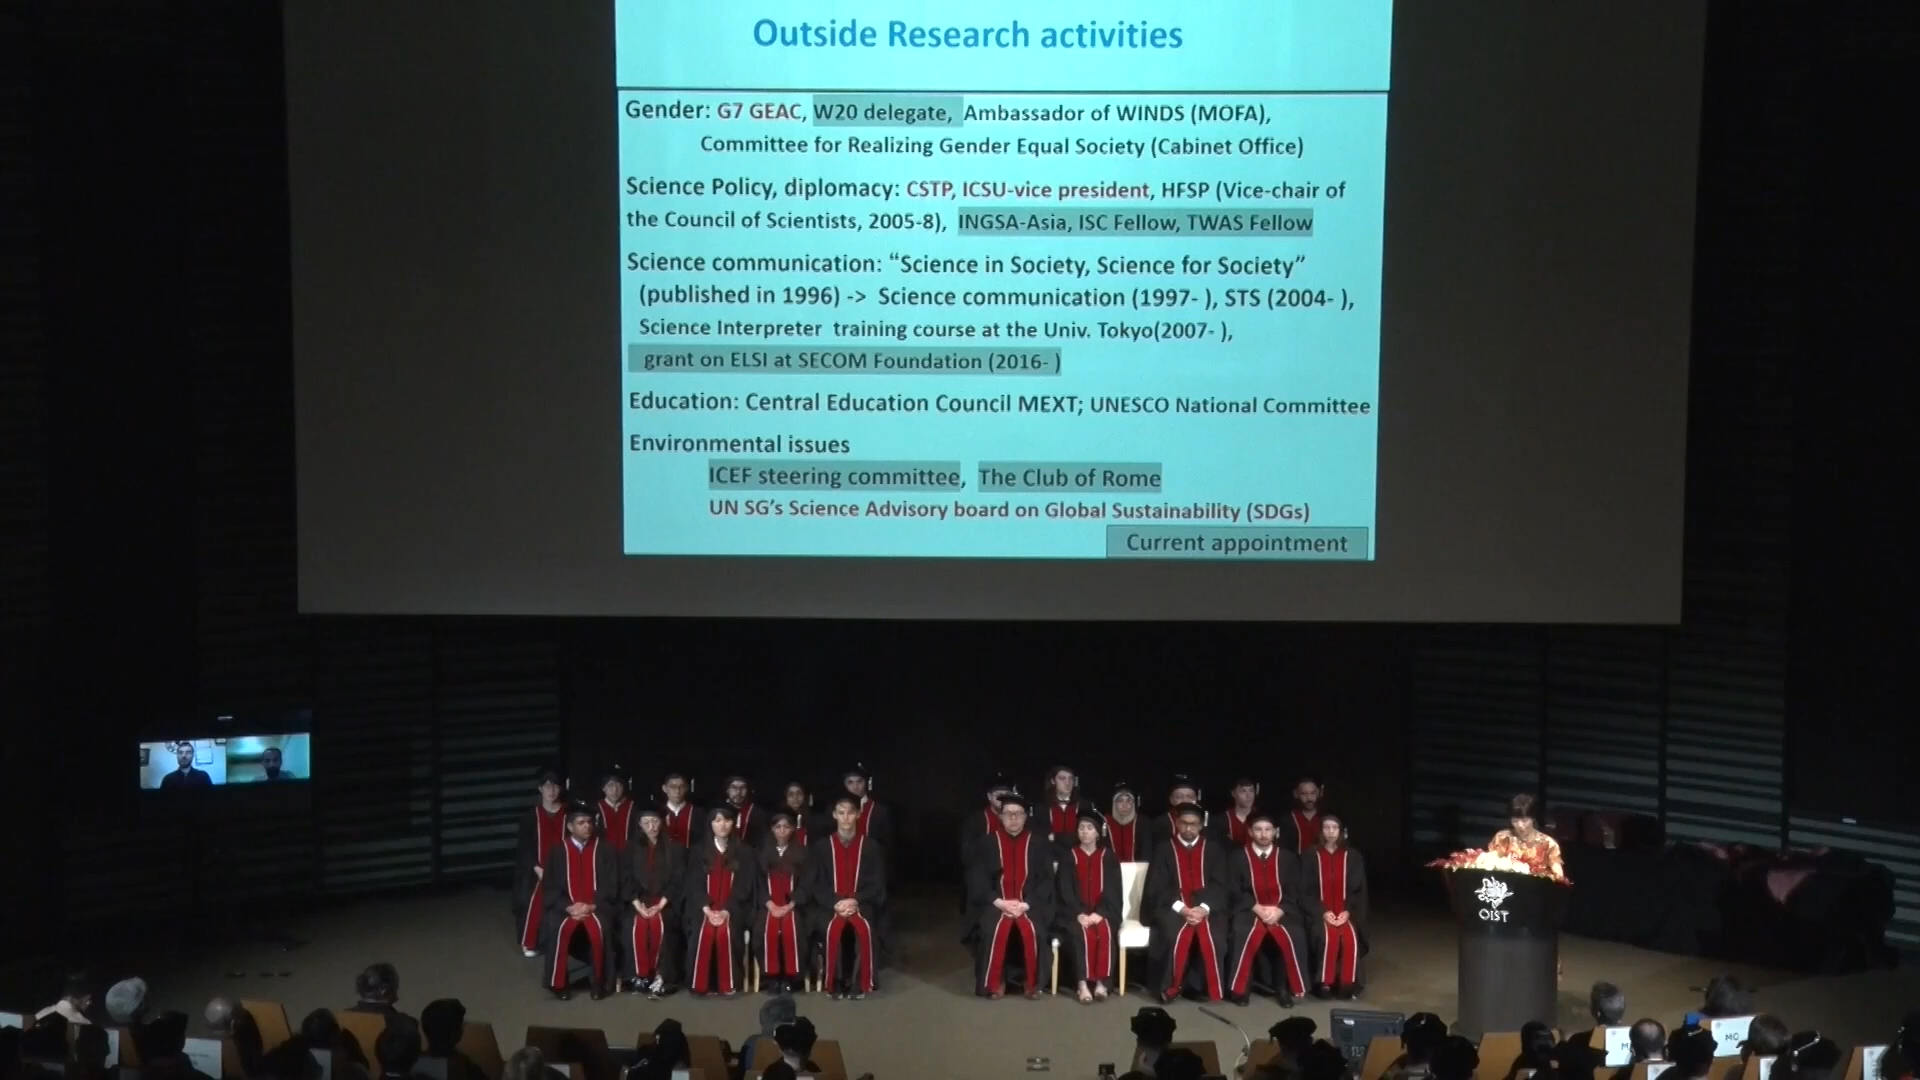 Outside Research activities
Gender: G7 GEAC, W20 delegate, Ambassador of WINDS (MOFA),
Committee for Realizing Gender Equal Society (Cabinet Office)
Science Policy, diplomacy: CSTP, ICSU-vice president, HFSP (Vice-chair of
the Council of Scientists, 2005-8), INGSA-Asia, ISC Fellow, TWAS Fellow
Science communication: “Science in Society, Science for Society”
(published in 1996) -> Science communication (1997- ), STS (2004- ),
Science Interpreter training course at the Univ. Tokyo(2007- ),
grant on ELSI at SECOM Foundation (2016- )
Education: Central Education Council MEXT; UNESCO National Committee
Environmental issues
ICEF steering committee, The Club of Rome
UN SG’s Science Advisory board on Global Sustainability (SDGs)
Current appointment
OIST